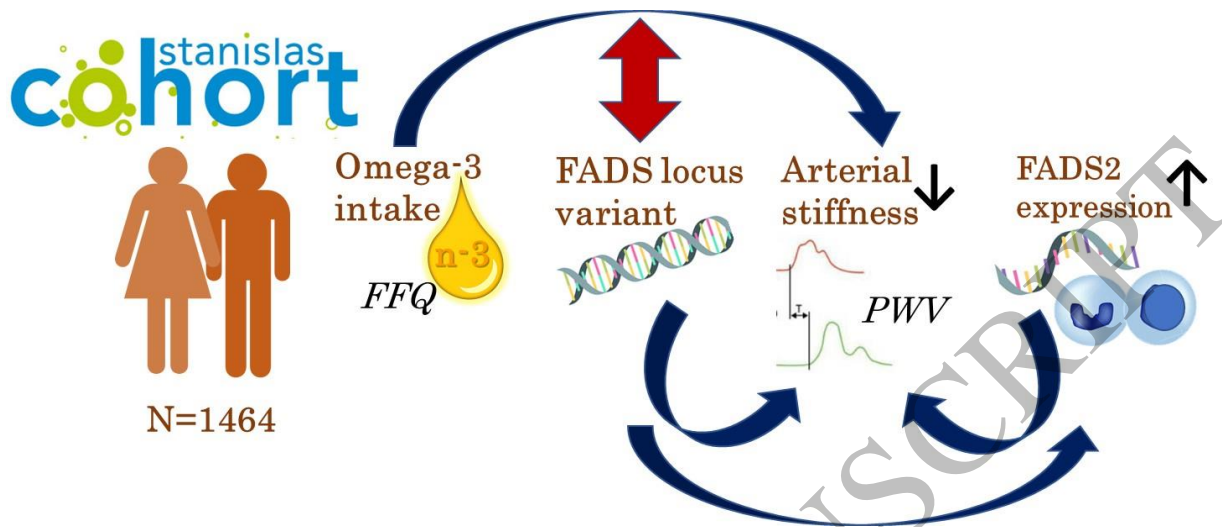 stanislas
cohort
Omega-3
intake
n-3
FFQ
FADS locus
variant
Arterial
stiffness
T
PWV
FADS2
expression
N=1464